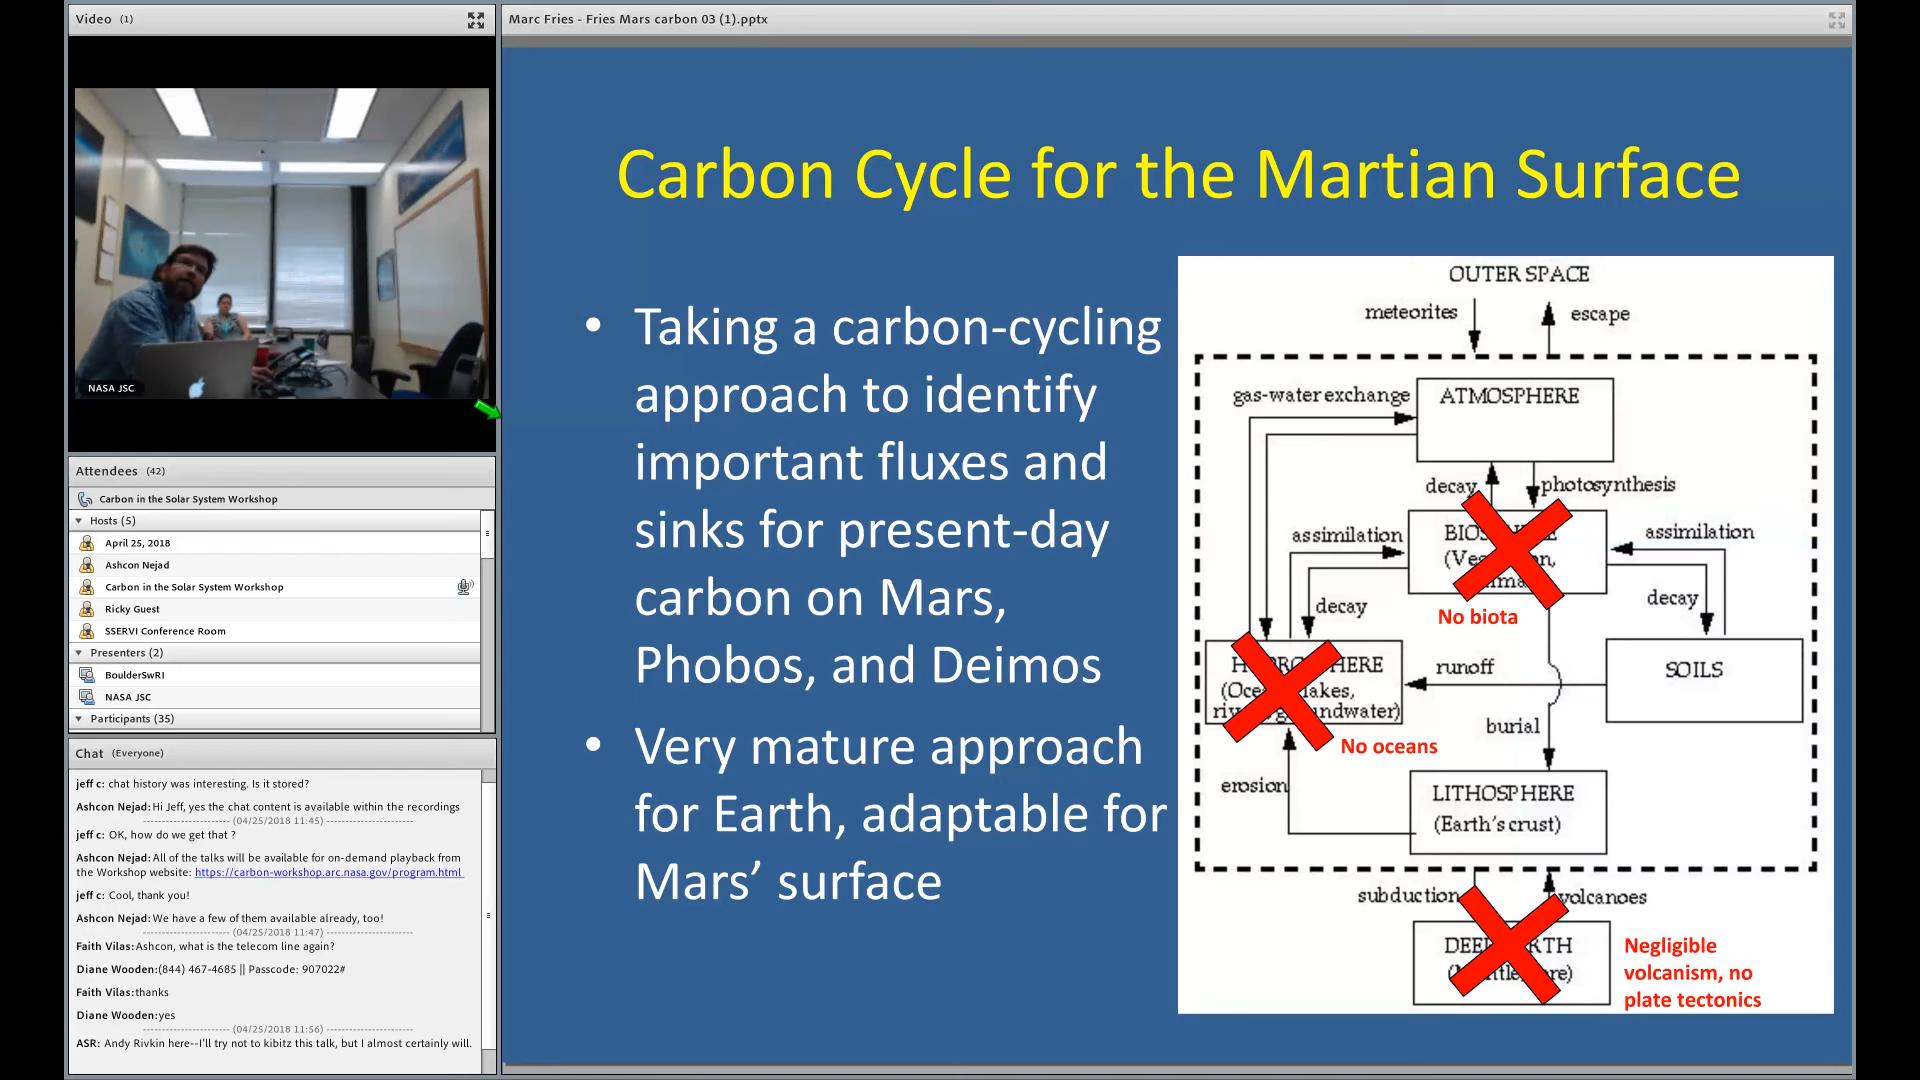 Video (1)
NASA JSC
Attendees (42)
Carbon in the Solar System Workshop
Hosts (5)
April 25, 2018
Ashcon Nejad
Carbon in the Solar System Workshop
Ricky Guest
SSERVI Conference Room
Presenters (2)
BoulderSwRI
NASA JSC
Participants (35)
Chat (Everyone)
jeff c: chat history was interesting. Is it stored?
Ashcon Nejad: Hi Jeff, yes the chat content is available within the recordings
---------------------- (04/25/2018 11:45) ----------------------
jeff c: OK, how do we get that ?
Ashcon Nejad: All of the talks will be available for on-demand playback from
the Workshop website: https://carbon-workshop.arc.nasa.gov/program.html
jeff c: Cool, thank you!
Ashcon Nejad: We have a few of them available already, too!
---------------------- (04/25/2018 11:47) ----------------------
Faith Vilas:Ashcon, what is the telecom line again?
Diane Wooden:(844) 467-4685 || Passcode: 907022#
Faith Vilas:thanks
Diane Wooden:yes
---------------------- (04/25/2018 11:56) ----------------------
ASR: Andy Rivkin here--I'll try not to kibitz this talk, but I almost certainly will.
Marc Fries - Fries Mars carbon 03 (1).pptx
Carbon Cycle for the Martian Surface
• Taking a carbon-cycling
approach to identify
important fluxes and
sinks for present-day
carbon on Mars,
Phobos, and Deimos
• Very mature approach
for Earth, adaptable for
Mars’ surface
OUTER SPACE
meteorites
escape
gas-water exchange
ATMOSPHERE
decay
photosynthesis
assimilation
assimilation
decay
No biota
decay
runoff
SOILS
No oceans
burial
erosion
LITHOSPHERE
(Earth's crust)
subduction
volcanoes
Negligible
volcanism, no
plate tectonics